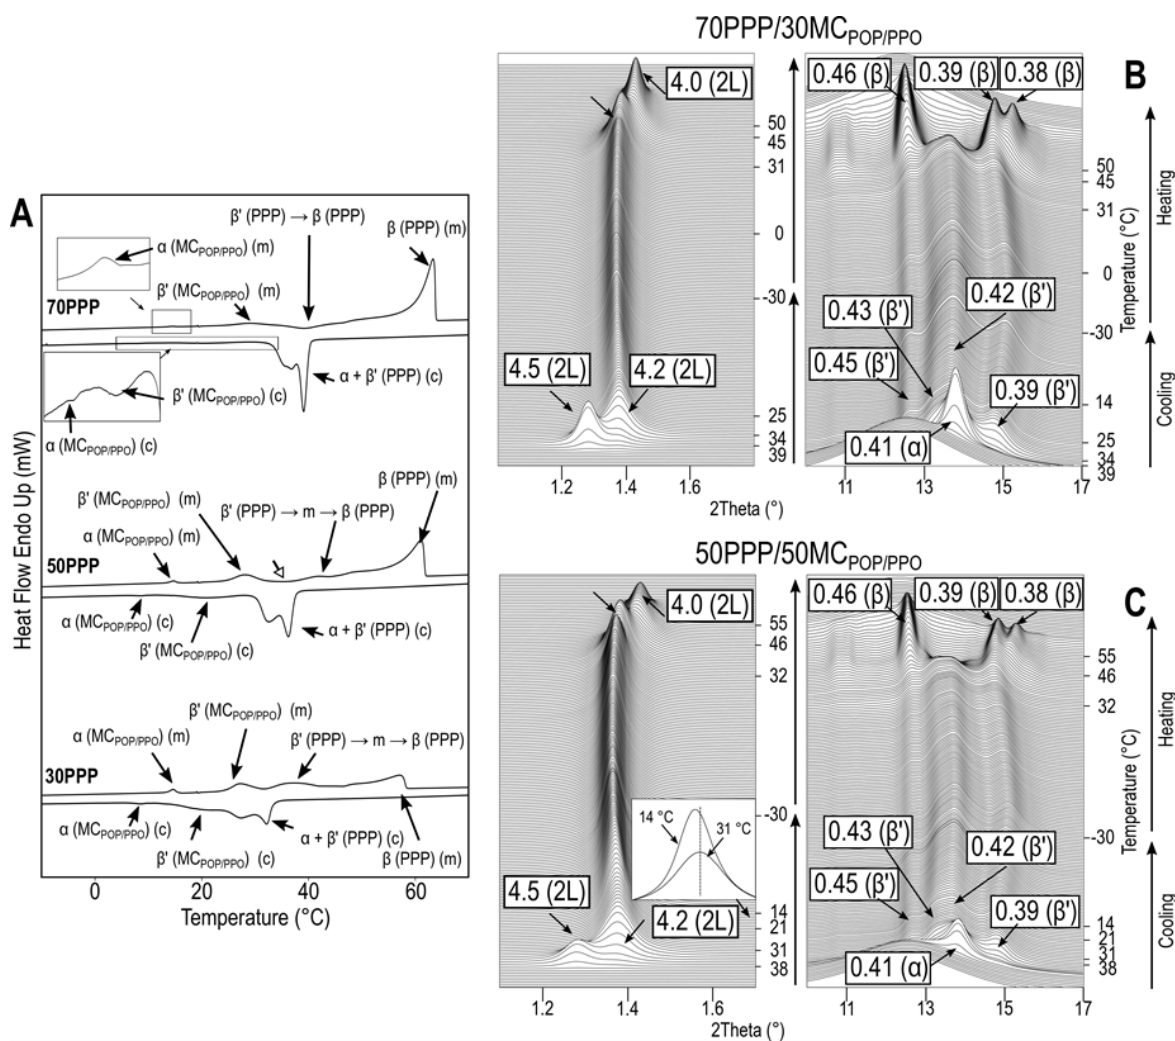 A
Heat Flow Endo Up (mW)
β' (PPP) → β (PPP)
α (MCPOP/PPO) (m)
β (PPP) (m)
β' (MCPOP/PPO) (m)
70PPP
α + β' (PPP) (c)
β' (MCPOP/PPO) (c)
α (MCPOP/PPO) (c)
β (PPP) (m)
β' (MCPOP/PPO) (m)
β' (PPP) → m → β (PPP)
α (MCPOP/PPO) (m)
50PPP
α (MCPOP/PPO) (c)
α + β' (PPP) (c)
β' (MCPOP/PPO) (c)
β' (MCPOP/PPO) (m)
α (MCPOP/PPO) (m)
β' (PPP) → m → β (PPP)
30PPP
α (MCPOP/PPO) (c)
α + β' (PPP) (c)
β' (MCPOP/PPO) (c)
β (PPP) (m)
0 20 40 60
Temperature (°C)
70PPP/30MCPOP/PPO
B
4.0 (2L)
50
45
31
0
-30
4.5 (2L)
4.2 (2L)
25
34
39
1.2 1.4 1.6
2Theta (°)
0.46 (β)
0.39 (β)
0.38 (β)
50
45
31
0
-30
0.43 (β')
0.42 (β')
0.45 (β')
0.39 (β')
0.41 (α)
14
25
34
39
11 13 15 17
2Theta (°)
Temperature (°C)
Heating
Cooling
50PPP/50MCPOP/PPO
C
4.0 (2L)
55
46
32
-30
14 °C
31 °C
4.5 (2L)
4.2 (2L)
14
21
31
38
1.2 1.4 1.6
2Theta (°)
0.46 (β)
0.39 (β)
0.38 (β)
55
46
32
-30
0.43 (β')
0.42 (β')
0.45 (β')
0.39 (β')
0.41 (α)
14
21
31
38
11 13 15 17
Temperature (°C)
Heating
Cooling